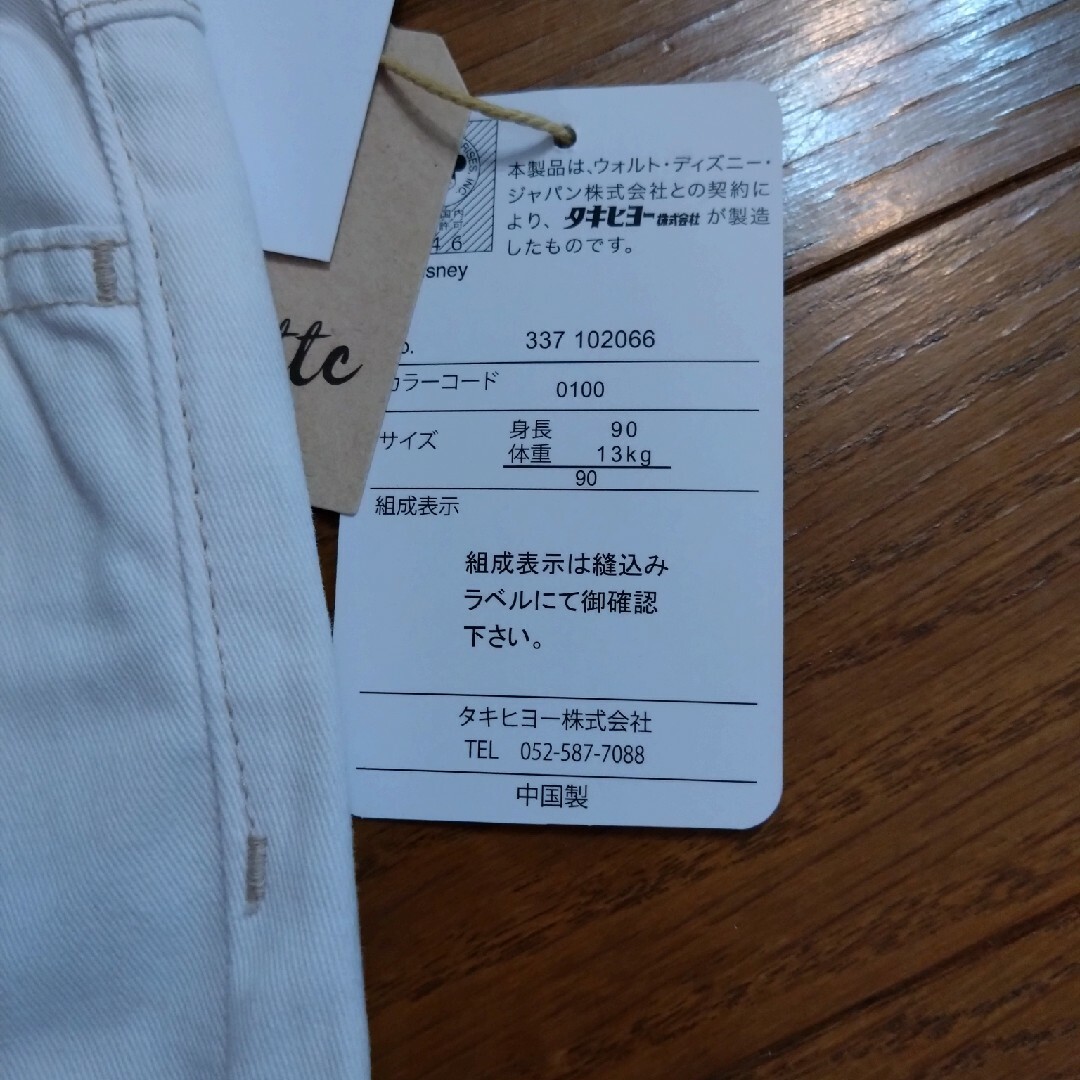 本製品は、ウォルト・ディズニー・
ジャパン株式会社との契約に
より、タキヒヨー株式会社が製造
したものです。
337 102066
カラーコード 0100
サイズ 身長 90
体重 13kg
90
組成表示
組成表示は縫込み
ラベルにて御確認
下さい。
タキヒヨー株式会社
TEL 052-587-7088
中国製